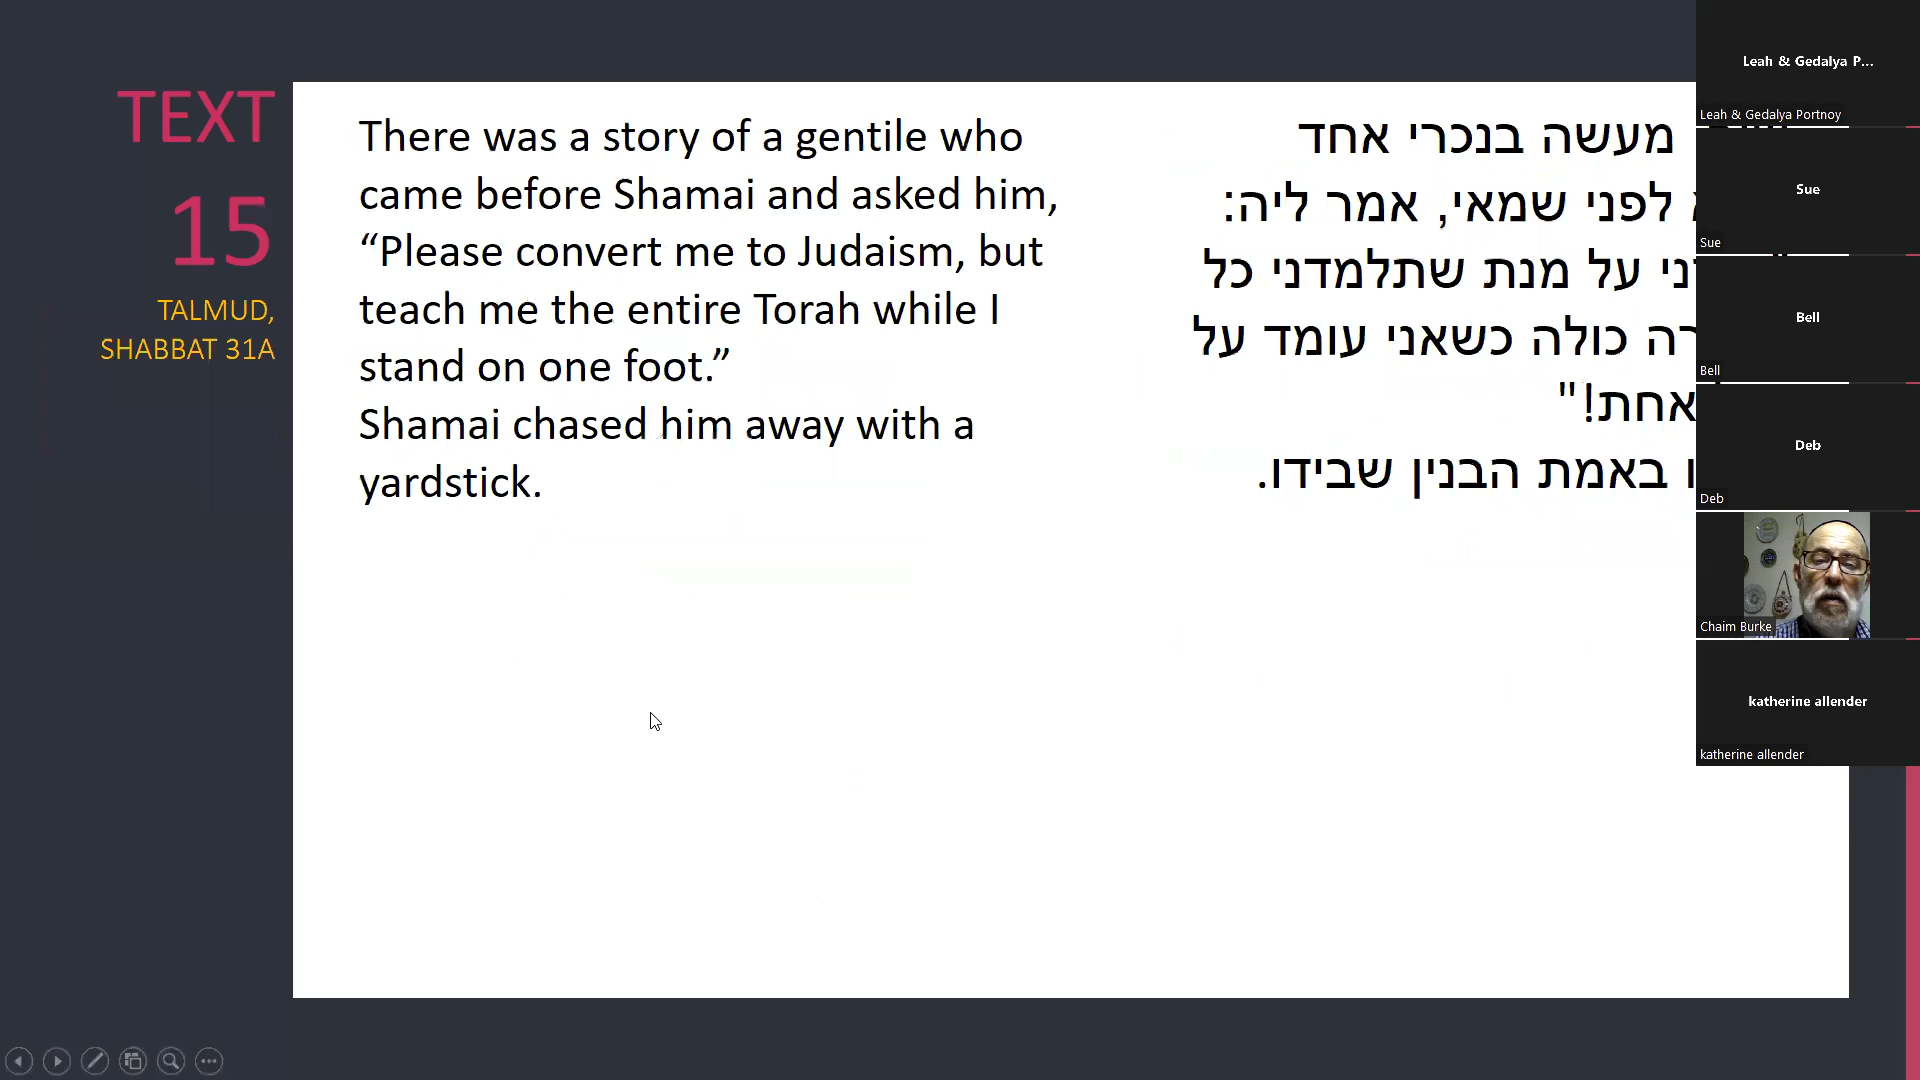 TEXT
15
TALMUD,
SHABBAT 31A
There was a story of a gentile who
came before Shamai and asked him,
“Please convert me to Judaism, but
teach me the entire Torah while I
stand on one foot.”
Shamai chased him away with a
yardstick.
מעשה בנכרי אחד
לפני שמאי, אמר ליה:
על מנת שתלמדני כל
כולה כשאני עומד על
אחת!"
באמת הבנין שבידו.
Leah & Gedalya P...
Leah & Gedalya Portnoy
Sue
Sue
Bell
Bell
Deb
Deb
Chaim Burke
katherine allender
katherine allender